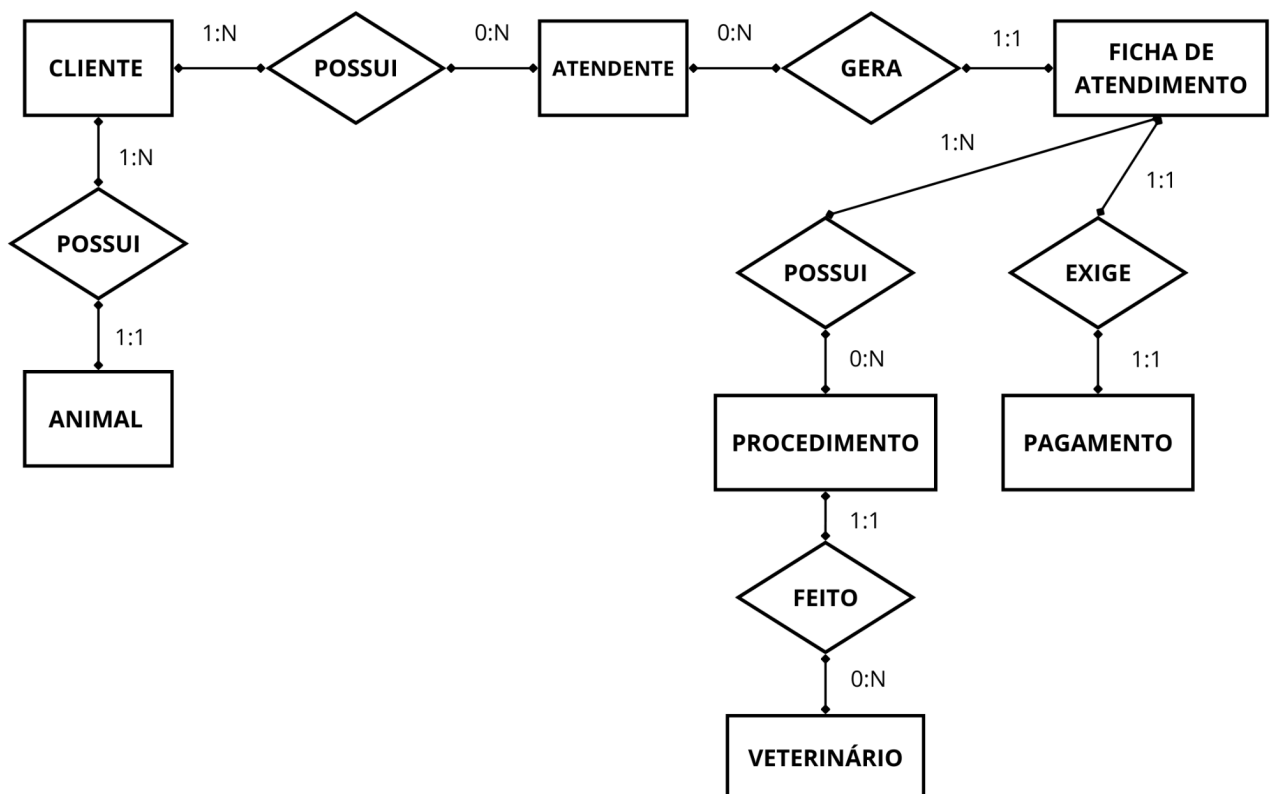 CLIENTE
1:N
POSSUI
0:N
ATENDENTE
0:N
GERA
1:1
FICHA DE
ATENDIMENTO
1:N
POSSUI
1:1
ANIMAL
1:N
POSSUI
0:N
PROCEDIMENTO
1:1
FEITO
0:N
VETERINÁRIO
1:1
EXIGE
1:1
PAGAMENTO